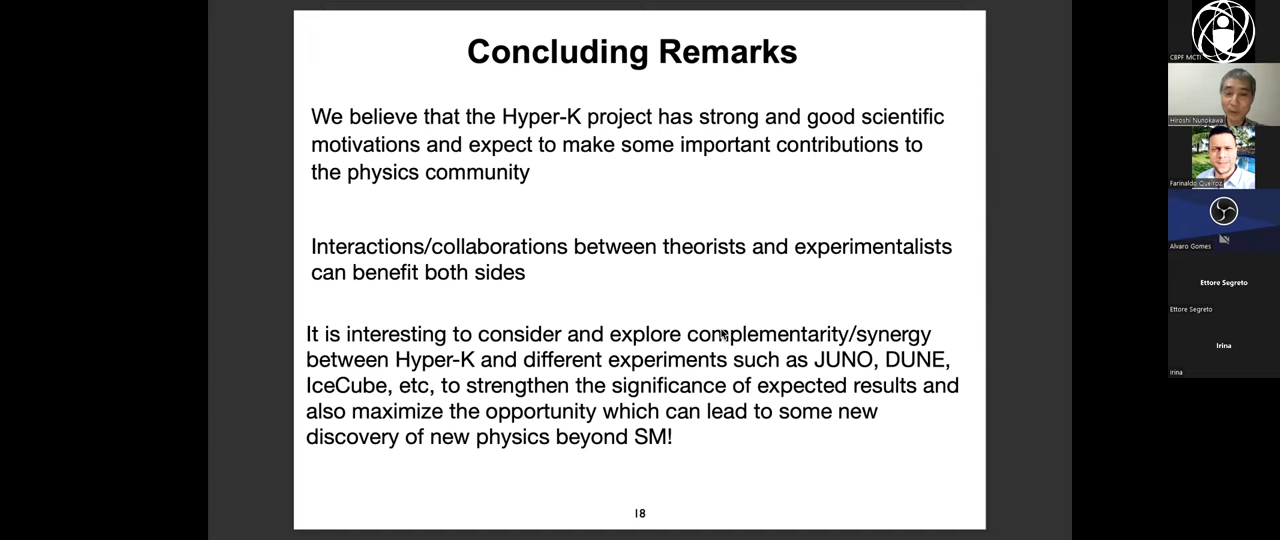 Concluding Remarks
We believe that the Hyper-K project has strong and good scientific
motivations and expect to make some important contributions to
the physics community
Interactions/collaborations between theorists and experimentalists
can benefit both sides
It is interesting to consider and explore complementarity/synergy
between Hyper-K and different experiments such as JUNO, DUNE,
IceCube, etc, to strengthen the significance of expected results and
also maximize the opportunity which can lead to some new
discovery of new physics beyond SM!
18
CBPF MCTI
Hiroshi Nunokawa
Farinaldo Queiroz
Alvaro Gomes
Ettore Segreto
Ettore Segreto
Irina
Irina